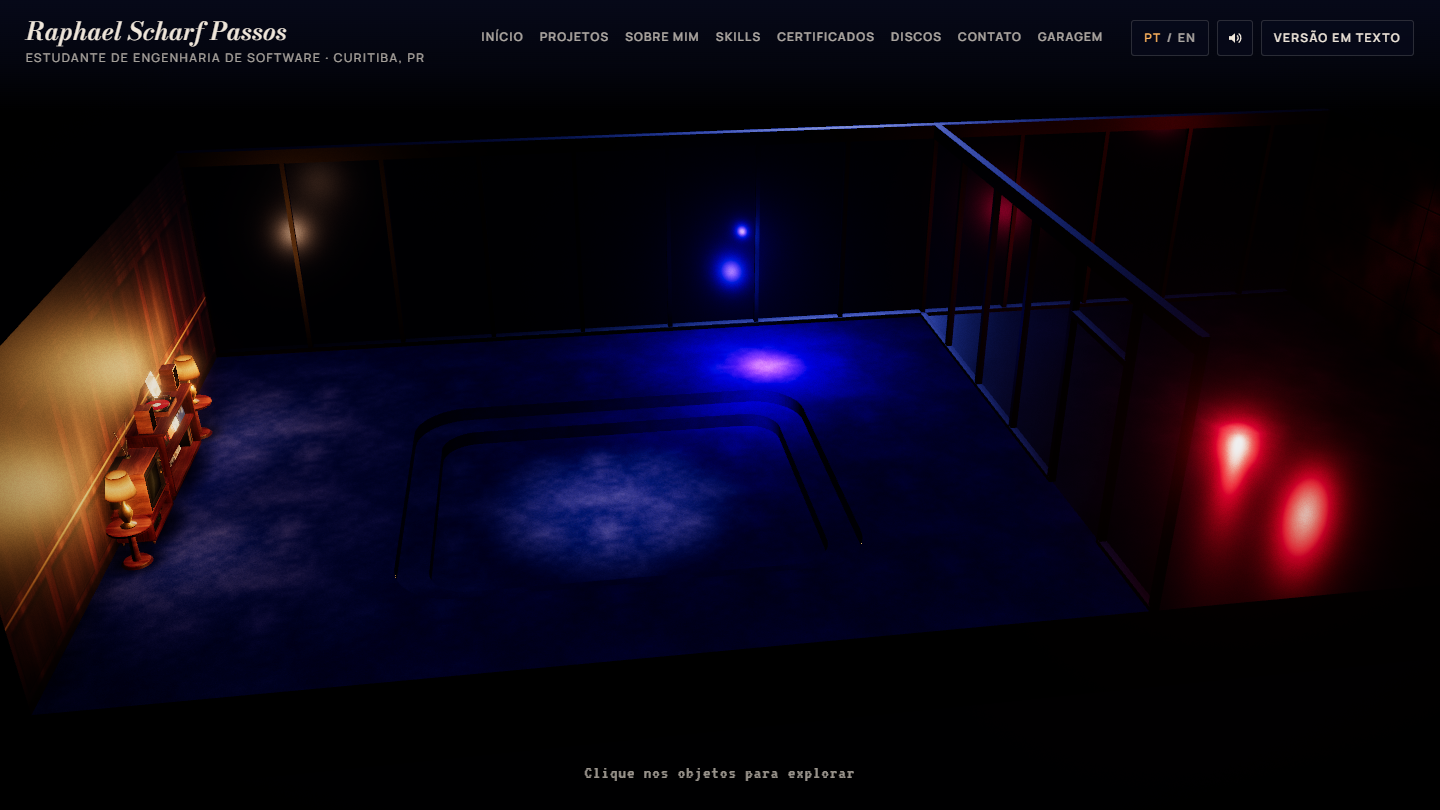 Raphael Scharf Passos
ESTUDANTE DE ENGENHARIA DE SOFTWARE · CURITIBA, PR
INÍCIO PROJETOS SOBRE MIM SKILLS CERTIFICADOS DISCOS CONTATO GARAGEM
PT / EN
VERSÃO EM TEXTO
Clique nos objetos para explorar